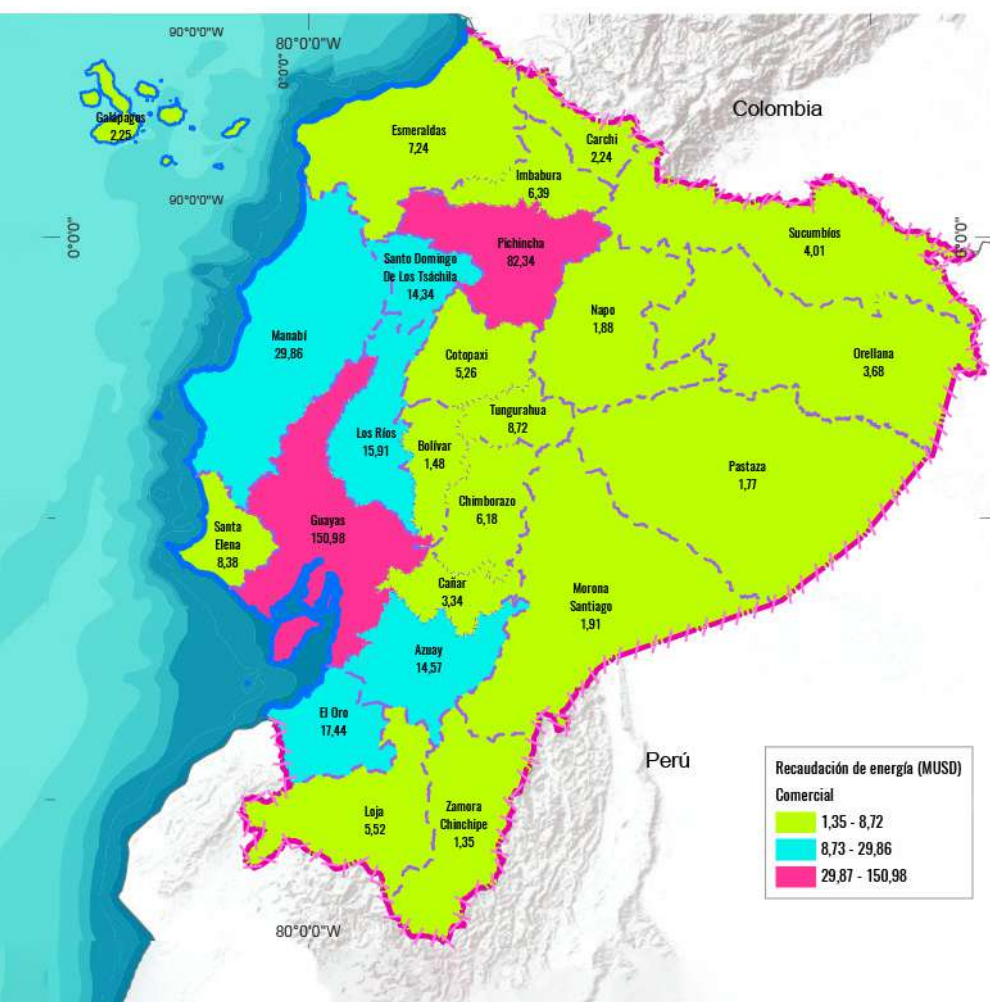 90°0'0"W
80°0'0"W
0°0'0"
Colombia
Galápagos
2,25
Esmeraldas
7,24
Carchi
2,24
Imbabura
6,39
90°0'0"W
0°0'0"
Pichincha
82,34
Sucumbíos
4,01
0°0'0"
Santo Domingo
De Los Tsáchila
14,34
Napo
1,88
Manabí
29,86
Cotopaxi
5,26
Orellana
3,68
Tungurahua
8,72
Los Ríos
15,91
Bolívar
1,48
Pastaza
1,77
Chimborazo
6,18
Guayas
150,98
Santa
Elena
8,38
Cañar
3,34
Morona
Santiago
1,91
Azuay
14,57
El Oro
17,44
Perú
Loja
5,52
Zamora
Chinchipe
1,35
Recaudación de energía (MUSD)
Comercial
1,35 - 8,72
8,73 - 29,86
29,87 - 150,98
80°0'0"W